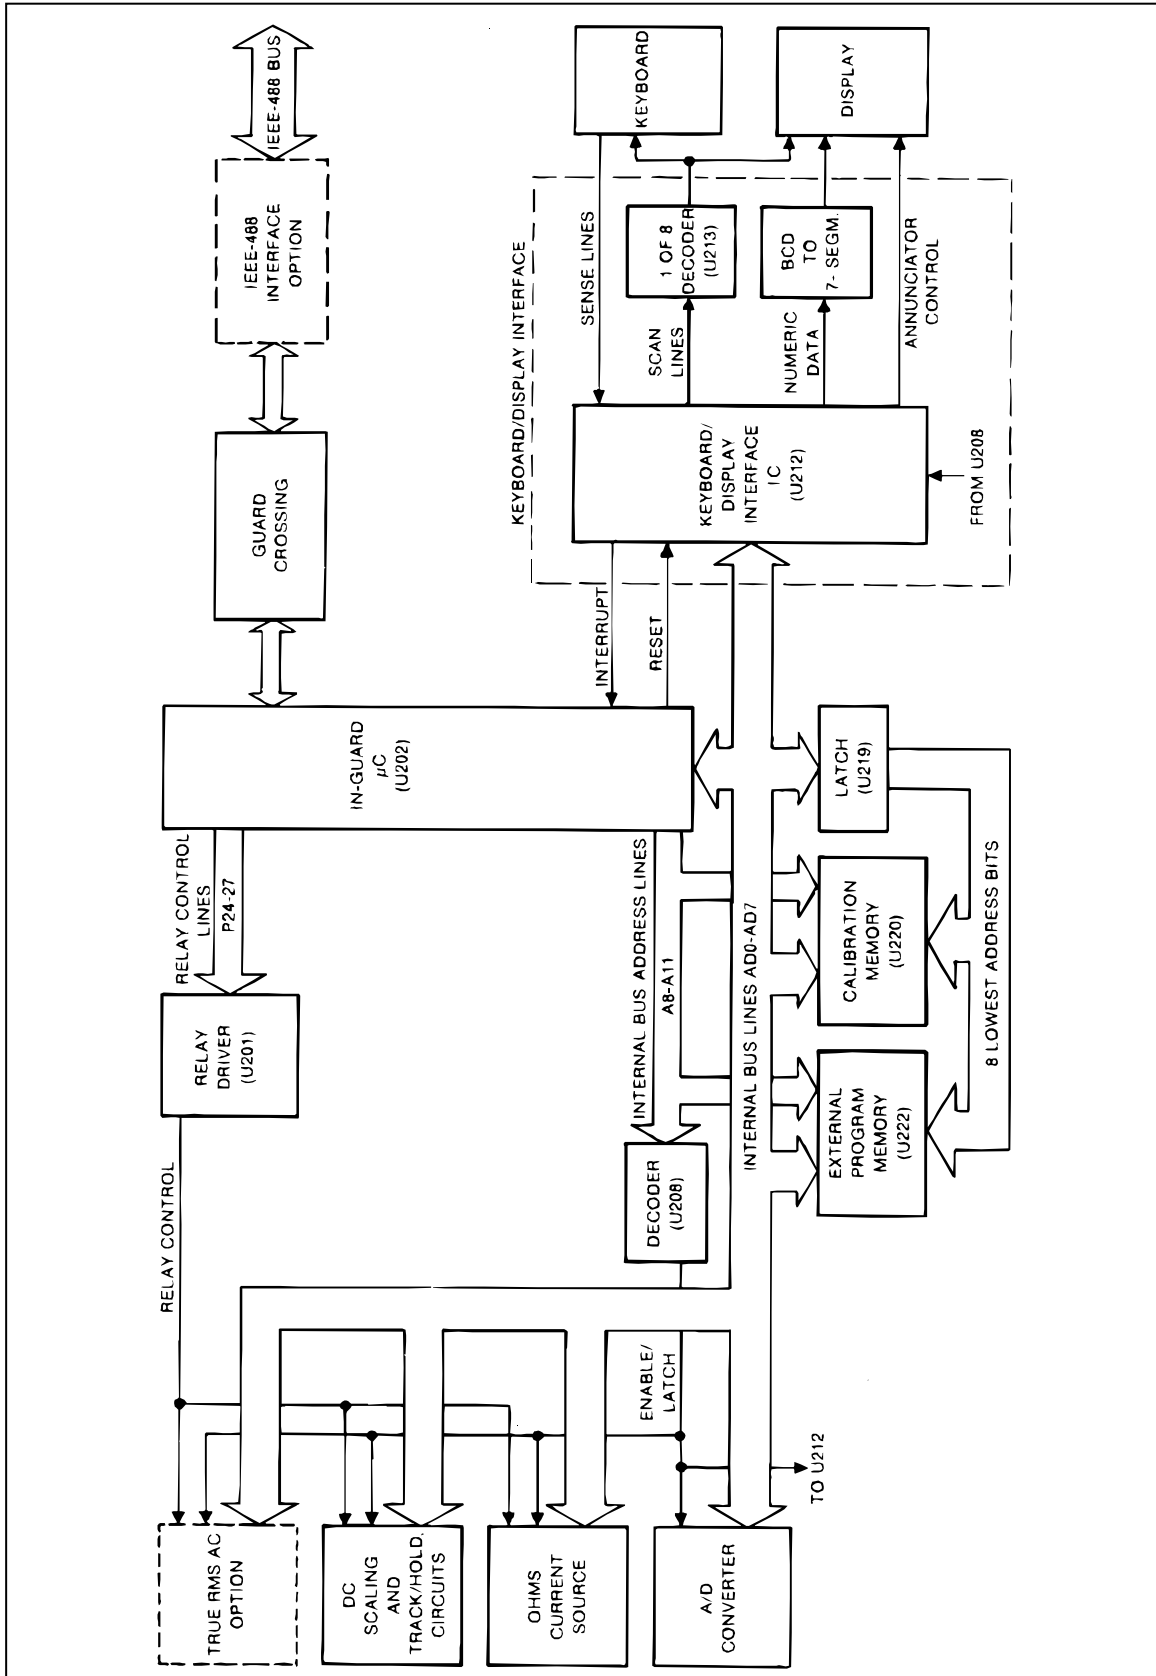 TRUE RMS AC
OPTION
DC
SCALING
AND
TRACK/HOLD
CIRCUITS
OHMS
CURRENT
SOURCE
A/D
CONVERTER
RELAY CONTROL
ENABLE/
LATCH
TO U212
RELAY
DRIVER
(U201)
DECODER
(U208)
RELAY CONTROL
LINES
P24-27
INTERNAL BUS ADDRESS LINES
A8-A11
INTERNAL BUS LINES AD0-AD7
EXTERNAL
PROGRAM
MEMORY
(U222)
CALIBRATION
MEMORY
(U220)
8 LOWEST ADDRESS BITS
IN-GUARD
µC
(U202)
LATCH
(U219)
GUARD
CROSSING
INTERRUPT
RESET
IEEE-488
INTERFACE
OPTION
IEEE-488 BUS
KEYBOARD/DISPLAY INTERFACE
KEYBOARD/
DISPLAY
INTERFACE
IC
(U212)
FROM U208
SENSE LINES
SCAN
LINES
NUMERIC
DATA
ANNUNCIATOR
CONTROL
1 OF 8
DECODER
(U213)
BCD
TO
7- SEGM.
KEYBOARD
DISPLAY